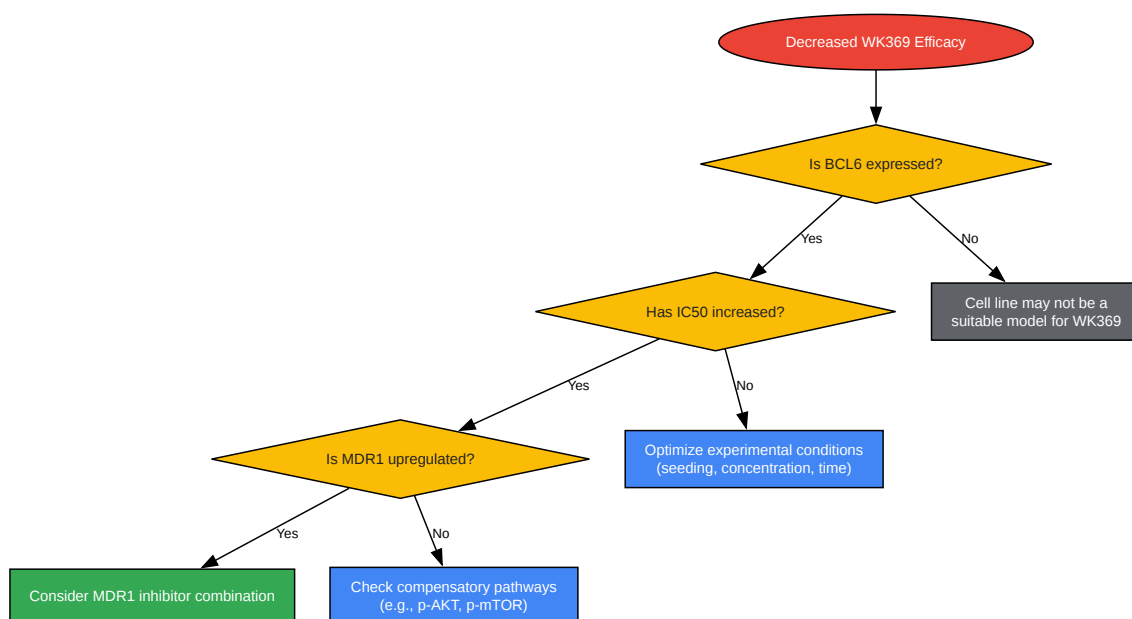 Decreased WK369 Efficacy
Is BCL6 expressed?
Yes
No
Has IC50 increased?
Cell line may not be a
suitable model for WK369
Yes
No
Is MDR1 upregulated?
Optimize experimental conditions
(seeding, concentration, time)
Yes
No
Consider MDR1 inhibitor combination
Check compensatory pathways
(e.g., p-AKT, p-mTOR)